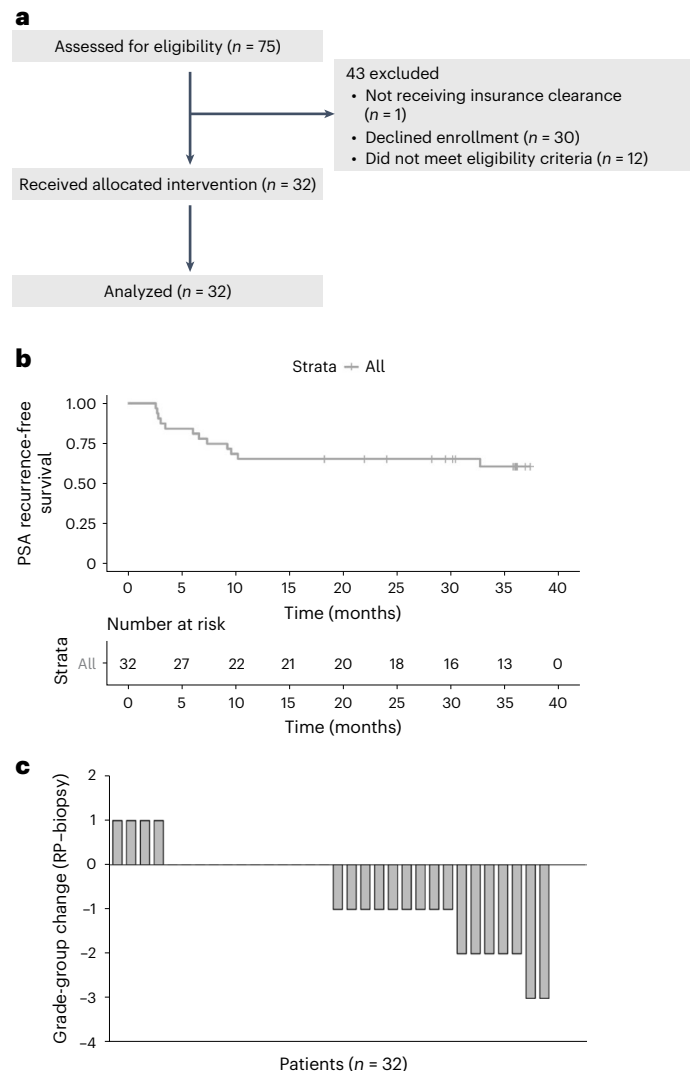 a
Assessed for eligibility (n = 75)
43 excluded
• Not receiving insurance clearance
(n = 1)
• Declined enrollment (n = 30)
• Did not meet eligibility criteria (n = 12)
Received allocated intervention (n = 32)
Analyzed (n = 32)
b
Strata All
PSA recurrence-free
survival
1.00
0.75
0.50
0.25
0
0 5 10 15 20 25 30 35 40
Time (months)
Number at risk
Strata
All 32 27 22 21 20 18 16 13 0
0 5 10 15 20 25 30 35 40
Time (months)
c
Grade-group change (RP–biopsy)
2
1
0
–1
–2
–3
–4
Patients (n = 32)